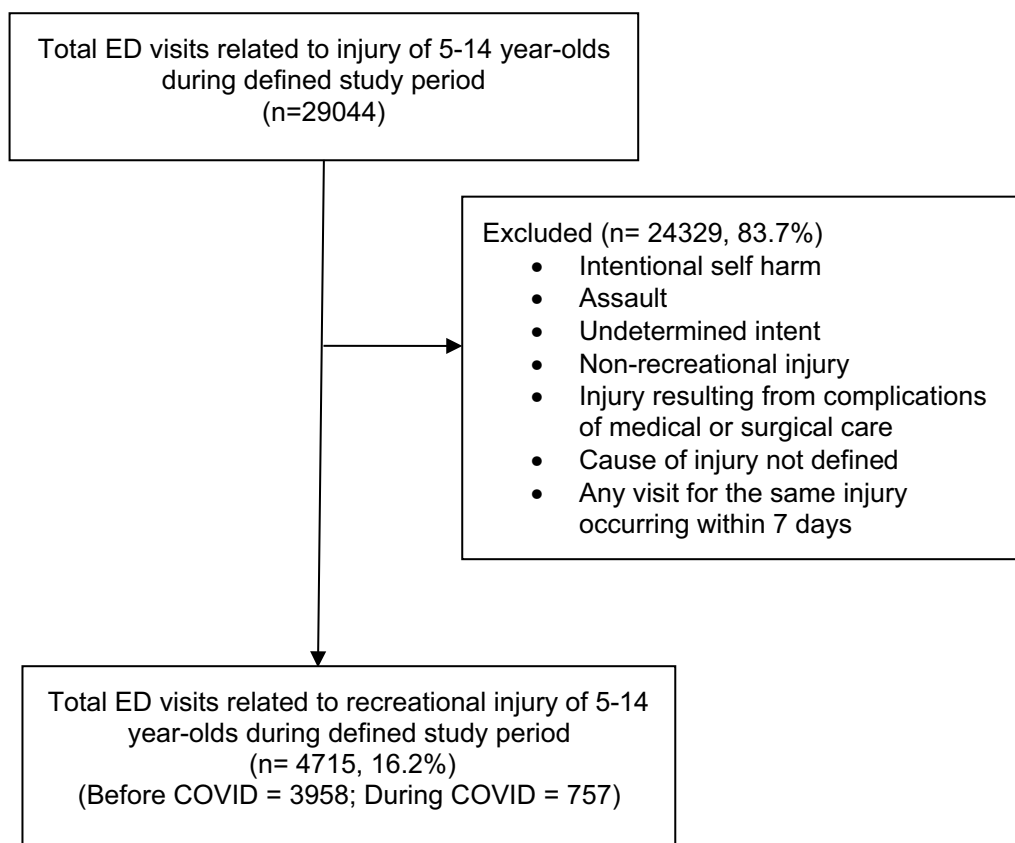 Total ED visits related to injury of 5-14 year-olds
during defined study period
(n=29044)
Excluded (n= 24329, 83.7%)
• Intentional self harm
• Assault
• Undetermined intent
• Non-recreational injury
• Injury resulting from complications
of medical or surgical care
• Cause of injury not defined
• Any visit for the same injury
occurring within 7 days
Total ED visits related to recreational injury of 5-14
year-olds during defined study period
(n= 4715, 16.2%)
(Before COVID = 3958; During COVID = 757)